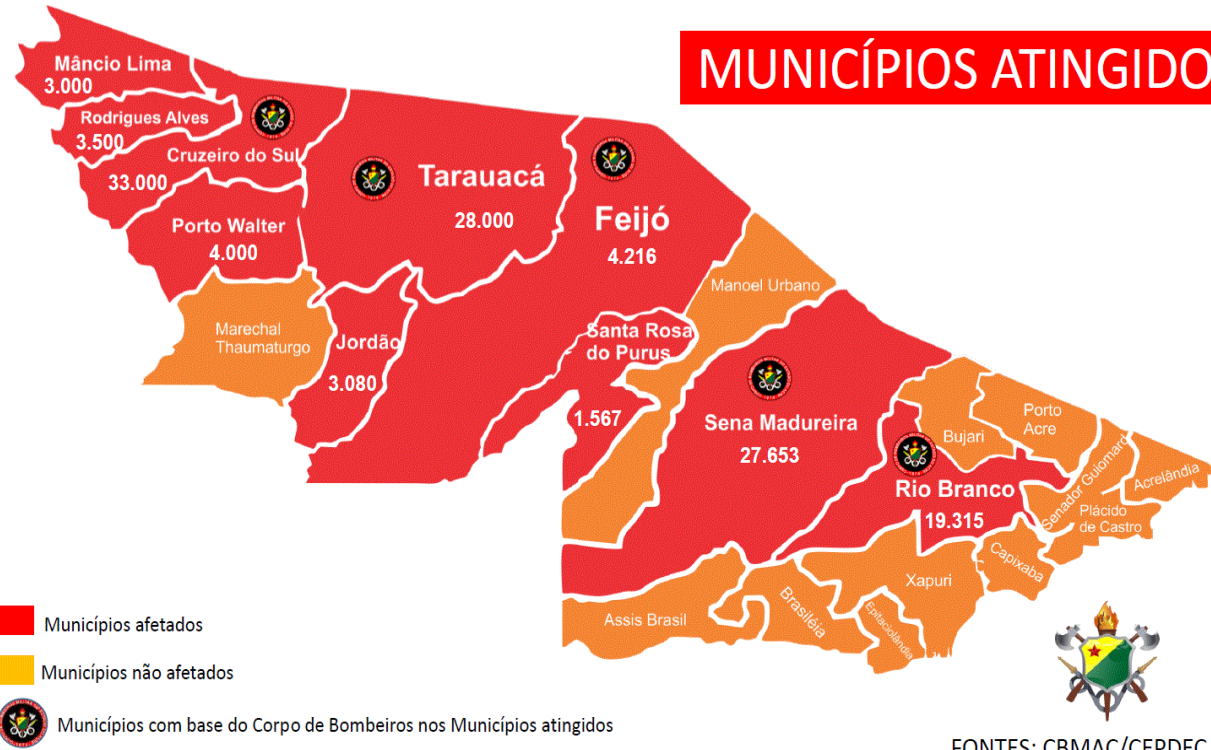 MUNICÍPIOS ATINGIDO
Mâncio Lima
3.000
Rodrigues Alves
3.500
Cruzeiro do Sul
33.000
Porto Walter
4.000
Marechal
Thaumaturgo
Tarauacá
28.000
Feijó
4.216
Jordão
3.080
Santa Rosa
do Purus
1.567
Manoel Urbano
Sena Madureira
27.653
Bujari
Porto
Acre
Rio Branco
19.315
Senador Guiomard
Acrelândia
Plácido
de Castro
Capixaba
Xapuri
Assis Brasil
Brasiléia
Epitaciolândia
Municípios afetados
Municípios não afetados
Municípios com base do Corpo de Bombeiros nos Municípios atingidos
FONTES: CBMAC/CEPDEC